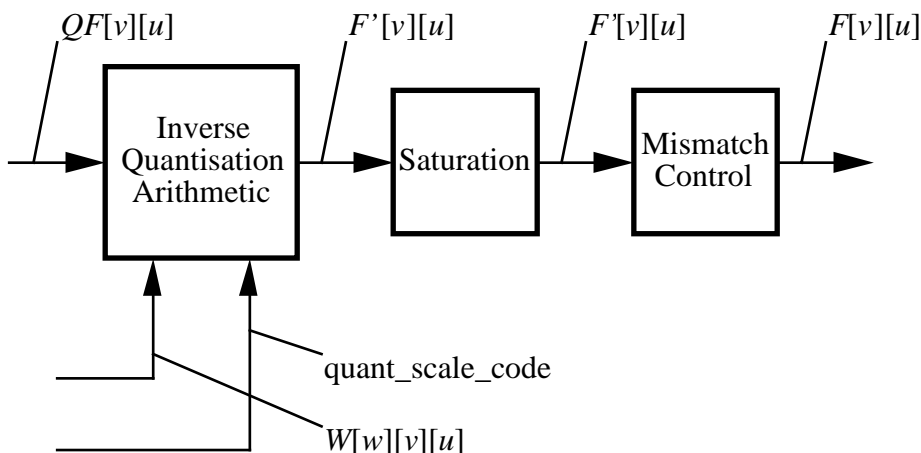 QF[v][u]
F'[v][u]
F'[v][u]
F[v][u]
Inverse
Quantisation
Arithmetic
Saturation
Mismatch
Control
quant_scale_code
W[w][v][u]